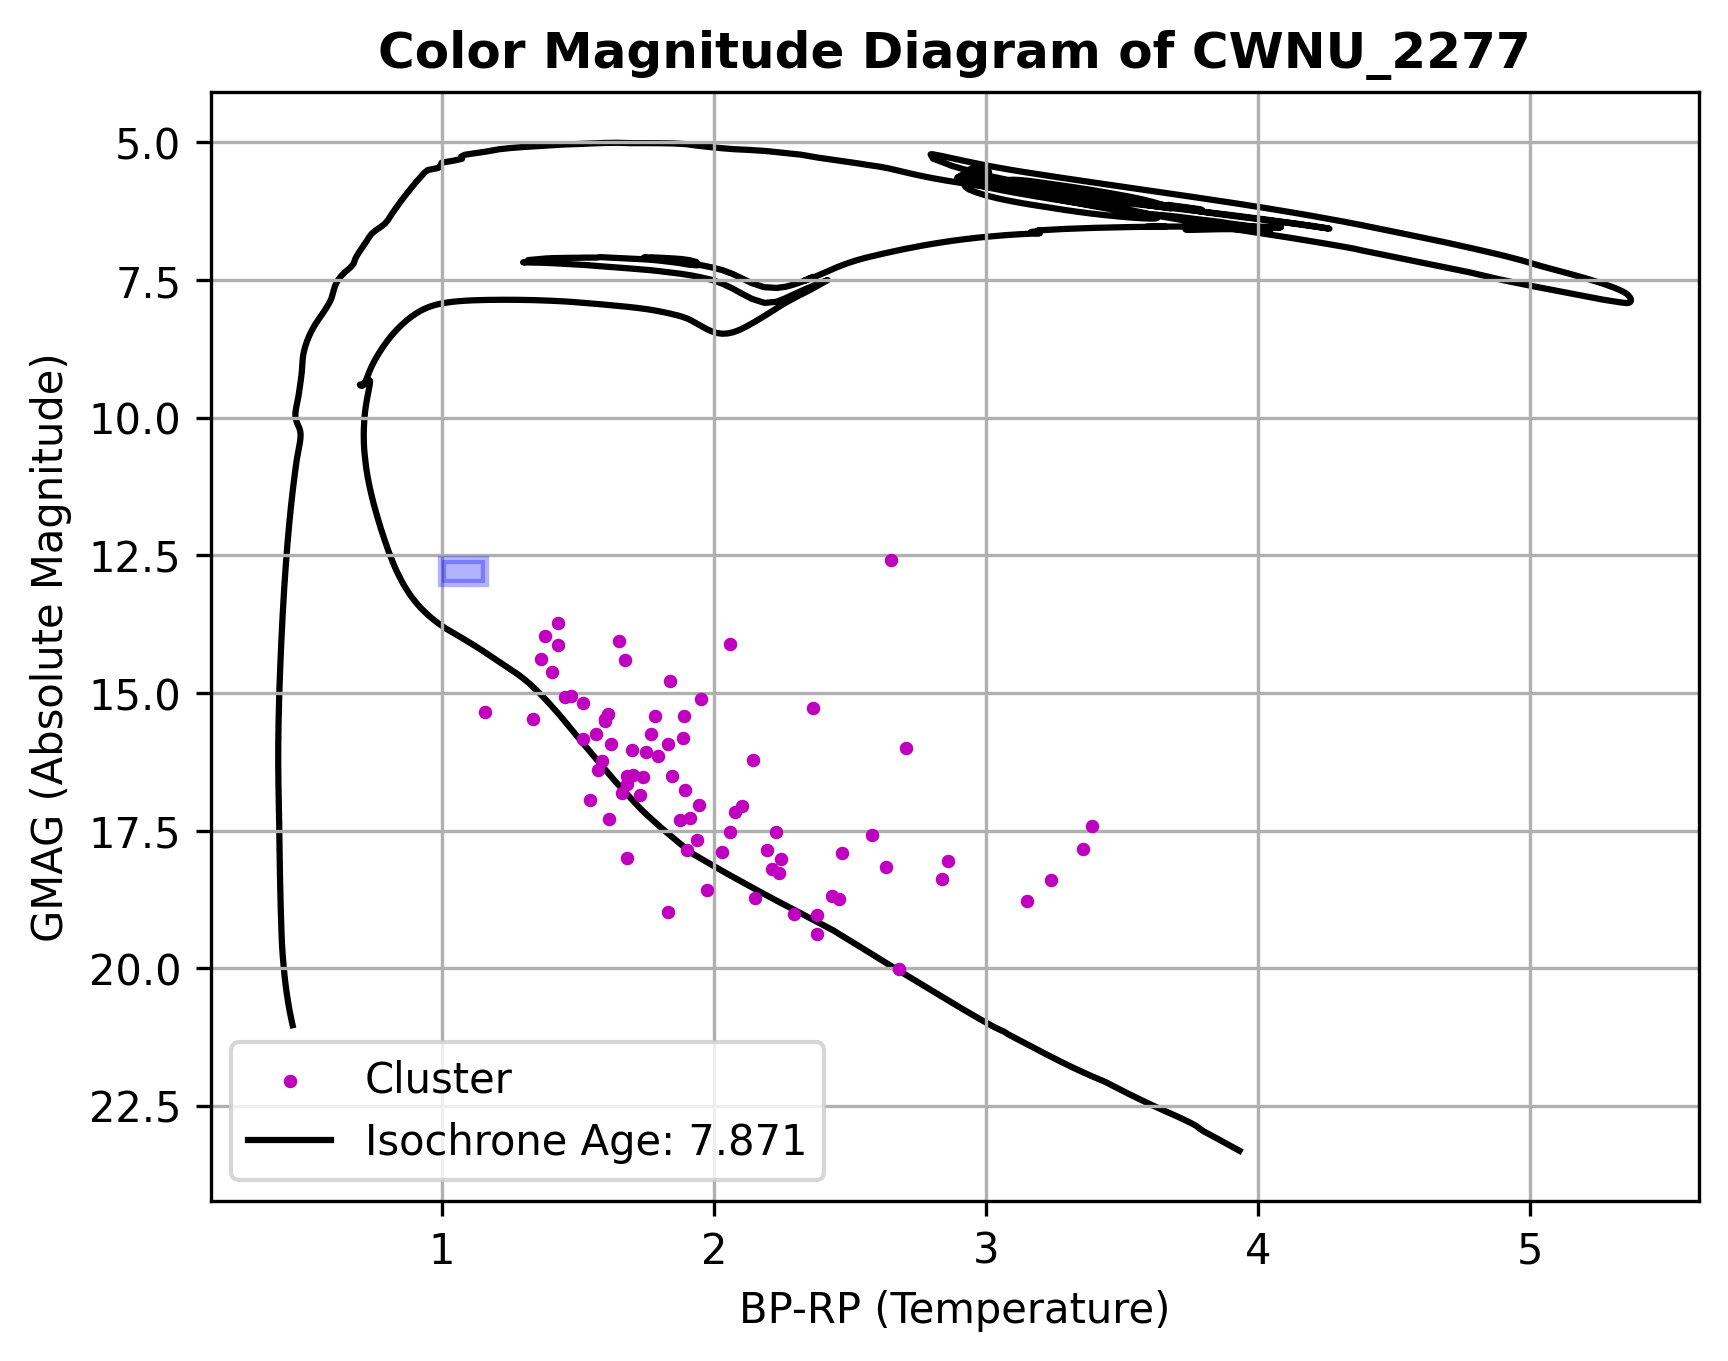 Color Magnitude Diagram of CWNU_2277
GMAG (Absolute Magnitude)
5.0
7.5
10.0
12.5
15.0
17.5
20.0
22.5
Cluster
Isochrone Age: 7.871
1 2 3 4 5
BP-RP (Temperature)